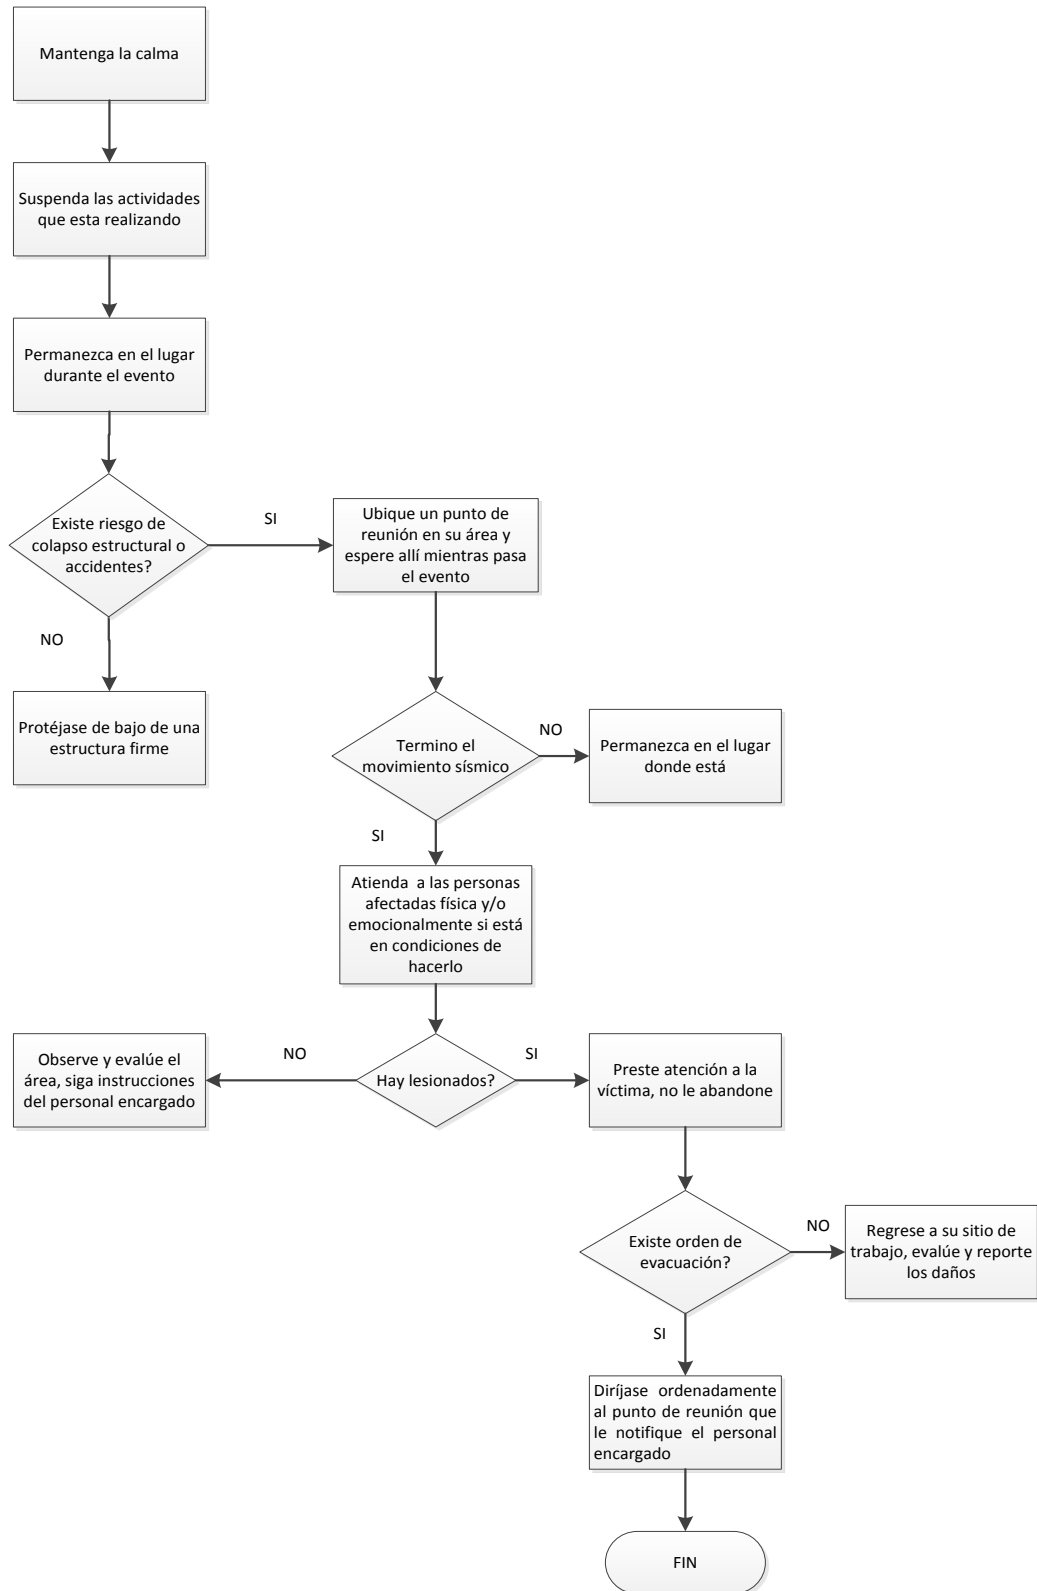 Mantenga la calma
Suspenda las actividades
que esta realizando
Permanezca en el lugar
durante el evento
Existe riesgo de
colapso estructural o
accidentes?
SI
Ubique un punto de
reunión en su área y
espere allí mientras pasa
el evento
NO
Protéjase de bajo de una
estructura firme
Termino el
movimiento sísmico
NO
Permanezca en el lugar
donde está
SI
Atienda a las personas
afectadas física y/o
emocionalmente si está
en condiciones de
hacerlo
Hay lesionados?
NO
Observe y evalúe el
área, siga instrucciones
del personal encargado
SI
Preste atención a la
víctima, no le abandone
Existe orden de
evacuación?
NO
Regrese a su sitio de
trabajo, evalúe y reporte
los daños
SI
Diríjase ordenadamente
al punto de reunión que
le notifique el personal
encargado
FIN